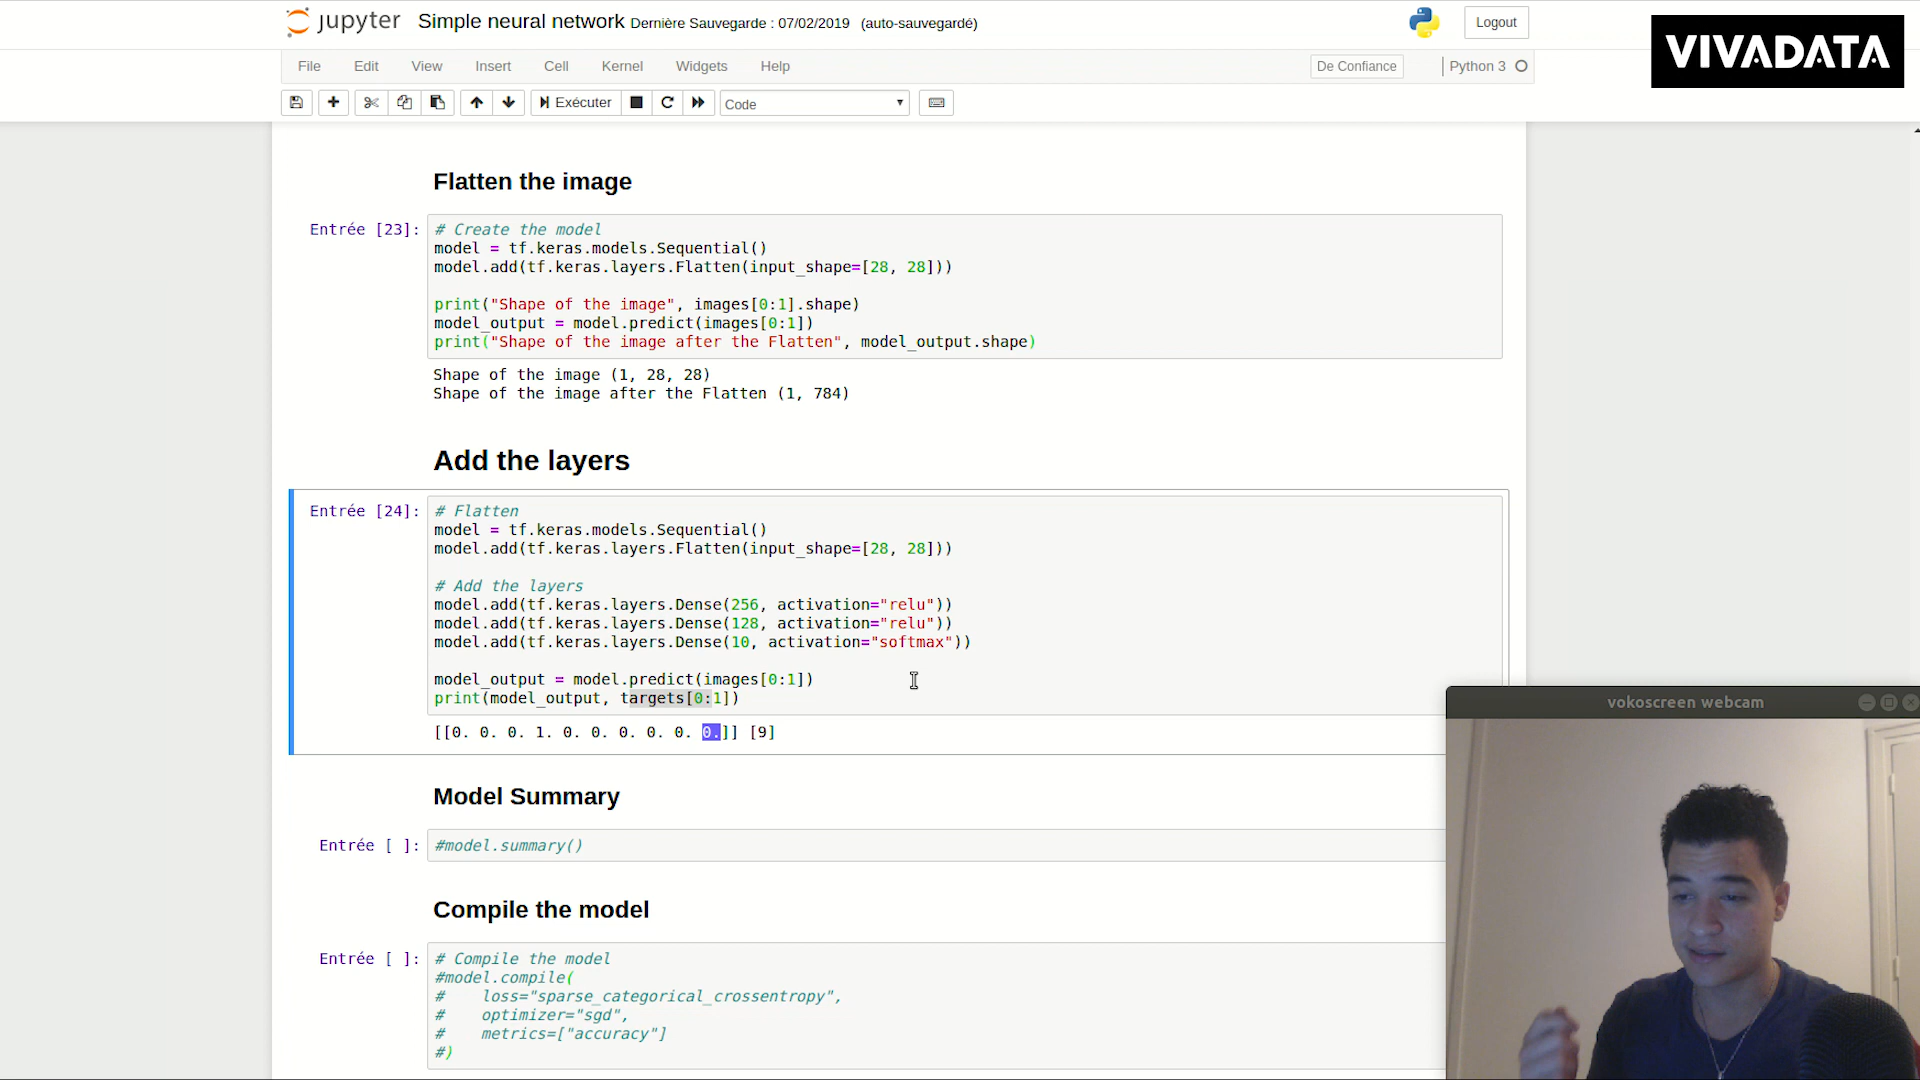 jupyter Simple neural network Dernière Sauvegarde : 07/02/2019 (auto-sauvegardé)
Logout
VIVADATA
File Edit View Insert Cell Kernel Widgets Help
De Confiance
Python 3
Exécuter
Code
Flatten the image
Entrée [23]:
# Create the model
model = tf.keras.models.Sequential()
model.add(tf.keras.layers.Flatten(input_shape=[28, 28]))
print("Shape of the image", images[0:1].shape)
model_output = model.predict(images[0:1])
print("Shape of the image after the Flatten", model_output.shape)
Shape of the image (1, 28, 28)
Shape of the image after the Flatten (1, 784)
Add the layers
Entrée [24]:
# Flatten
model = tf.keras.models.Sequential()
model.add(tf.keras.layers.Flatten(input_shape=[28, 28]))
# Add the layers
model.add(tf.keras.layers.Dense(256, activation="relu"))
model.add(tf.keras.layers.Dense(128, activation="relu"))
model.add(tf.keras.layers.Dense(10, activation="softmax"))
model_output = model.predict(images[0:1])
print(model_output, targets[0:1])
[[0. 0. 0. 1. 0. 0. 0. 0. 0. 0.]] [9]
vokoscreen webcam
Model Summary
Entrée [ ]:
#model.summary()
Compile the model
Entrée [ ]:
# Compile the model
#model.compile(
#    loss="sparse_categorical_crossentropy",
#    optimizer="sgd",
#    metrics=["accuracy"]
#)